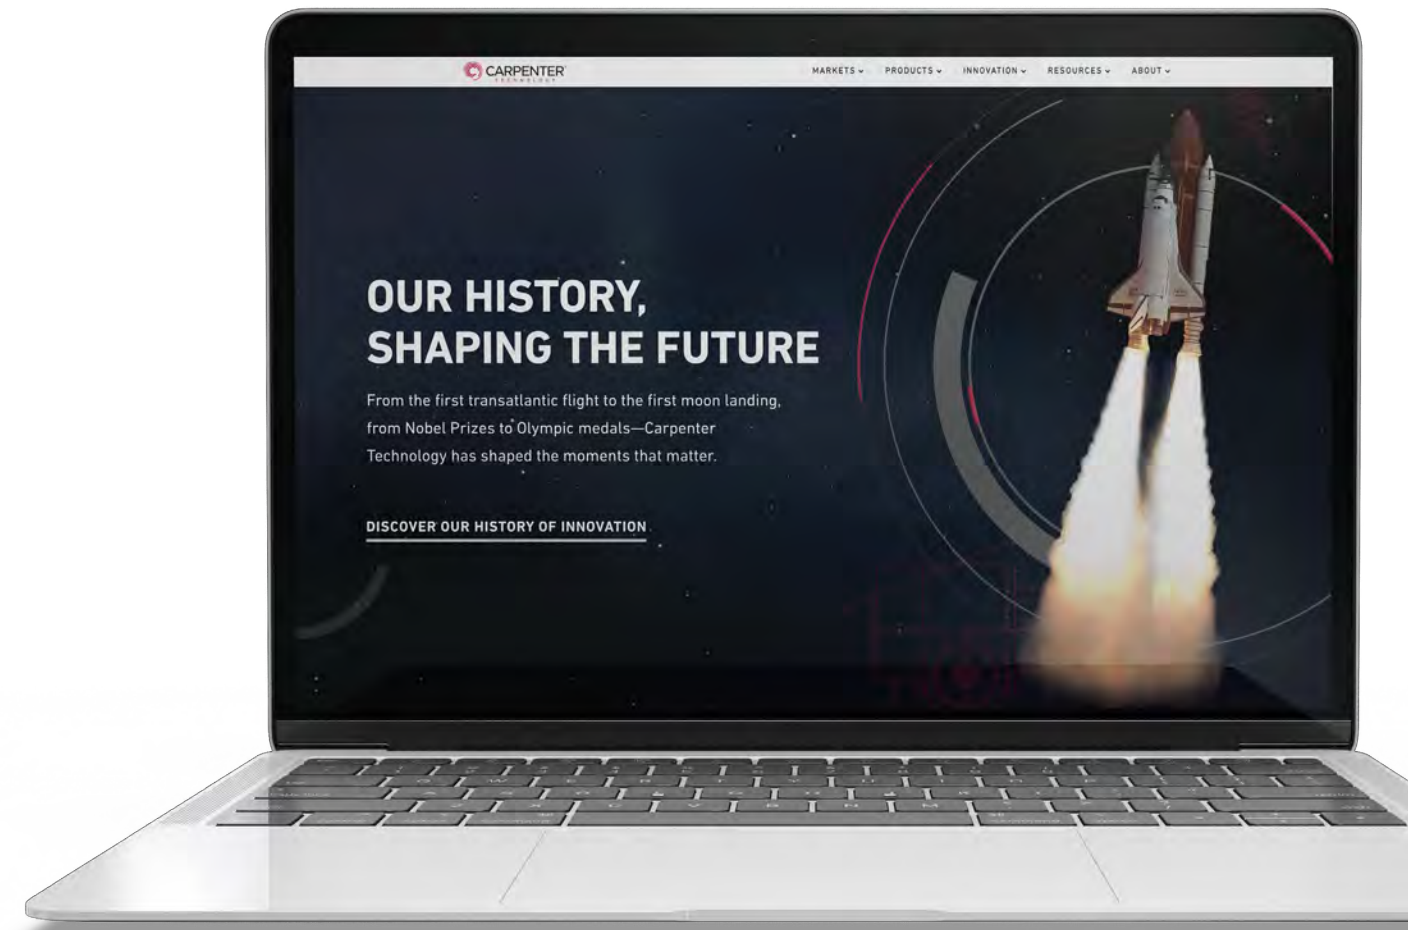 CARPENTER
TECHNOLOGY
MARKETS PRODUCTS INNOVATION RESOURCES ABOUT
OUR HISTORY,
SHAPING THE FUTURE
From the first transatlantic flight to the first moon landing,
from Nobel Prizes to Olympic medals—Carpenter
Technology has shaped the moments that matter.
DISCOVER OUR HISTORY OF INNOVATION